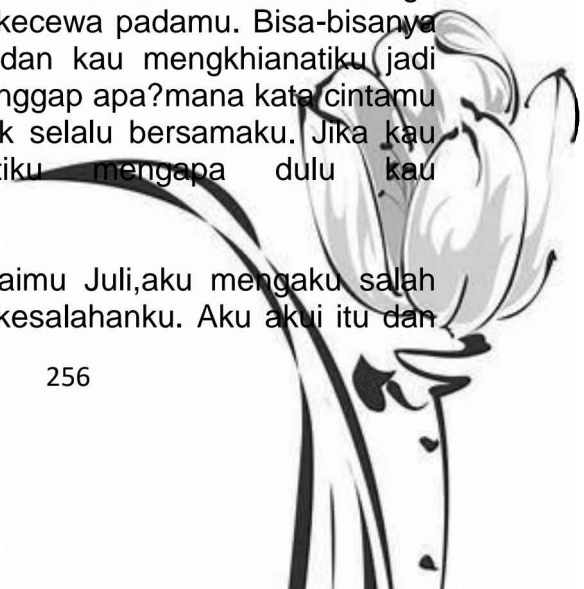 kecewa padamu. Bisa-bisanya
dan kau mengkhianatiku jadi
nggap apa?mana kata cintamu
k selalu bersamaku. Jika kau
tiku mengapa dulu kau
aimu Juli,aku mengaku salah
kesalahanku. Aku akui itu dan
256